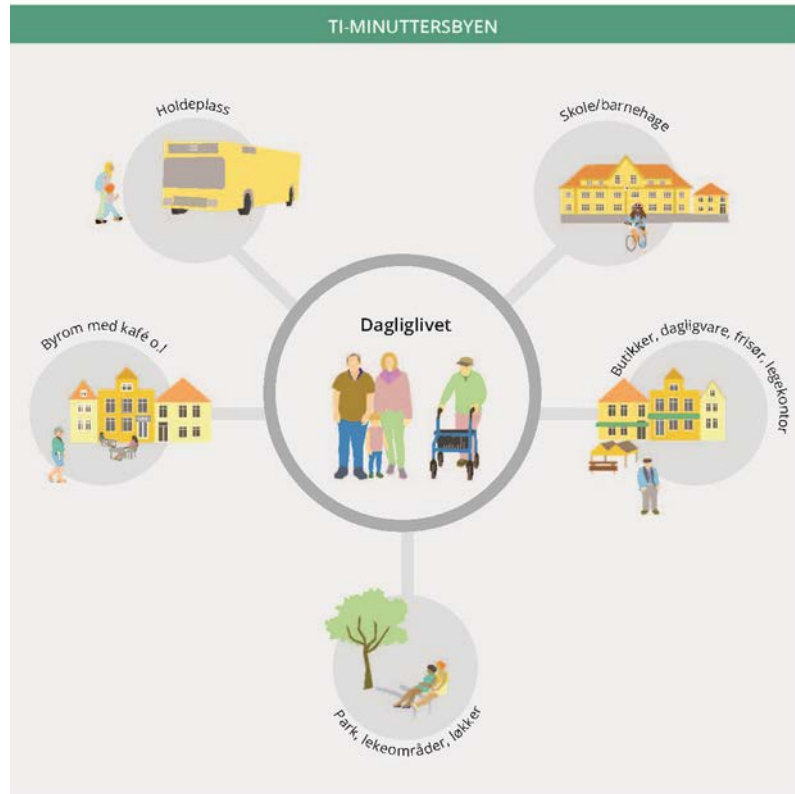 TI-MINUTTERSBYEN
Holdeplass
Skole/barnehage
Dagliglivet
Byrom med kafé o.l
Butikker, dagligvare, frisør, legekontor
Park, lekeområder, løkker